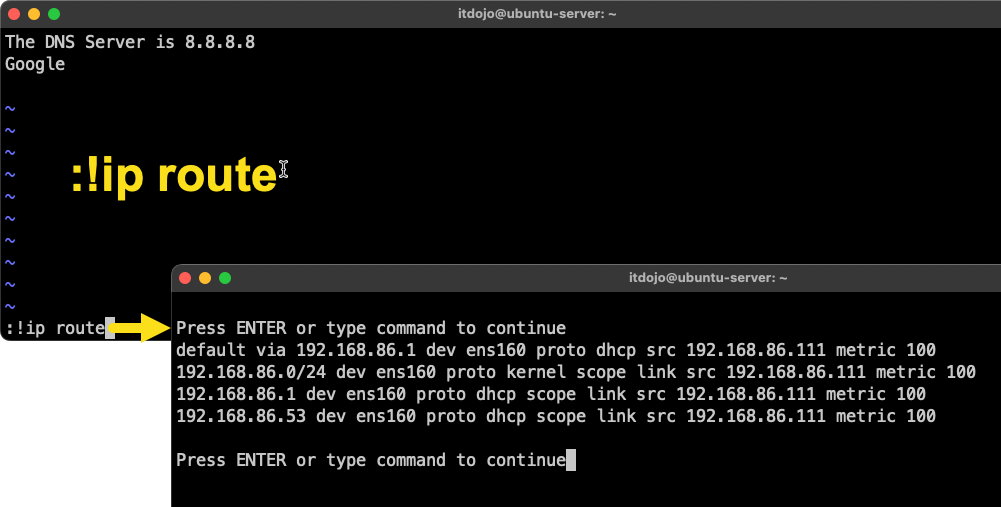 itdojo@ubuntu-server: ~
The DNS Server is 8.8.8.8
Google
~
~
~
~
~
~
~
~
~
~
:!ip route
:!ip route
itdojo@ubuntu-server: ~
Press ENTER or type command to continue
default via 192.168.86.1 dev ens160 proto dhcp src 192.168.86.111 metric 100
192.168.86.0/24 dev ens160 proto kernel scope link src 192.168.86.111 metric 100
192.168.86.1 dev ens160 proto dhcp scope link src 192.168.86.111 metric 100
192.168.86.53 dev ens160 proto dhcp scope link src 192.168.86.111 metric 100
Press ENTER or type command to continue